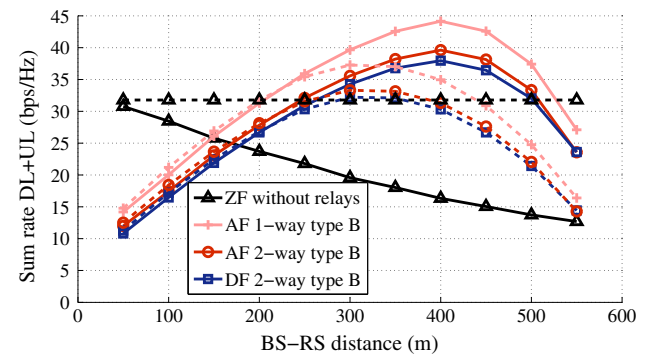 Sum rate DL+UL (bps/Hz)
45
40
35
30
25
20
15
10
5
0
ZF without relays
AF 1−way type B
AF 2−way type B
DF 2−way type B
0 100 200 300 400 500 600
BS−RS distance (m)